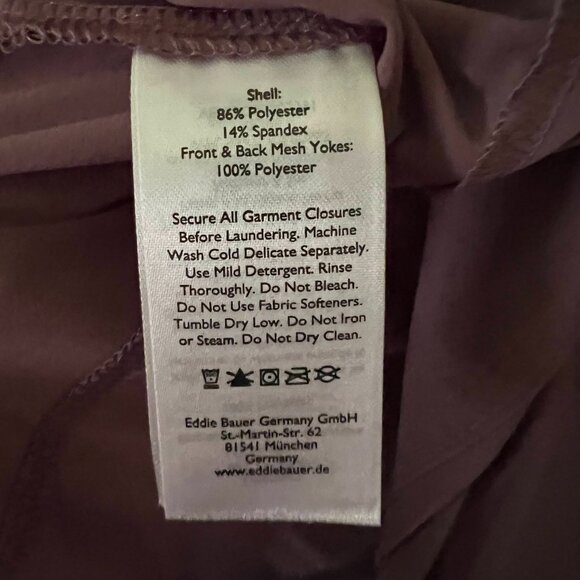 Shell:
86% Polyester
14% Spandex
Front & Back Mesh Yokes:
100% Polyester
Secure All Garment Closures
Before Laundering. Machine
Wash Cold Delicate Separately.
Use Mild Detergent. Rinse
Thoroughly. Do Not Bleach.
Do Not Use Fabric Softeners.
Tumble Dry Low. Do Not Iron
or Steam. Do Not Dry Clean.
Eddie Bauer Germany GmbH
St.-Martin-Str. 62
81541 München
Germany
www.eddiebauer.de